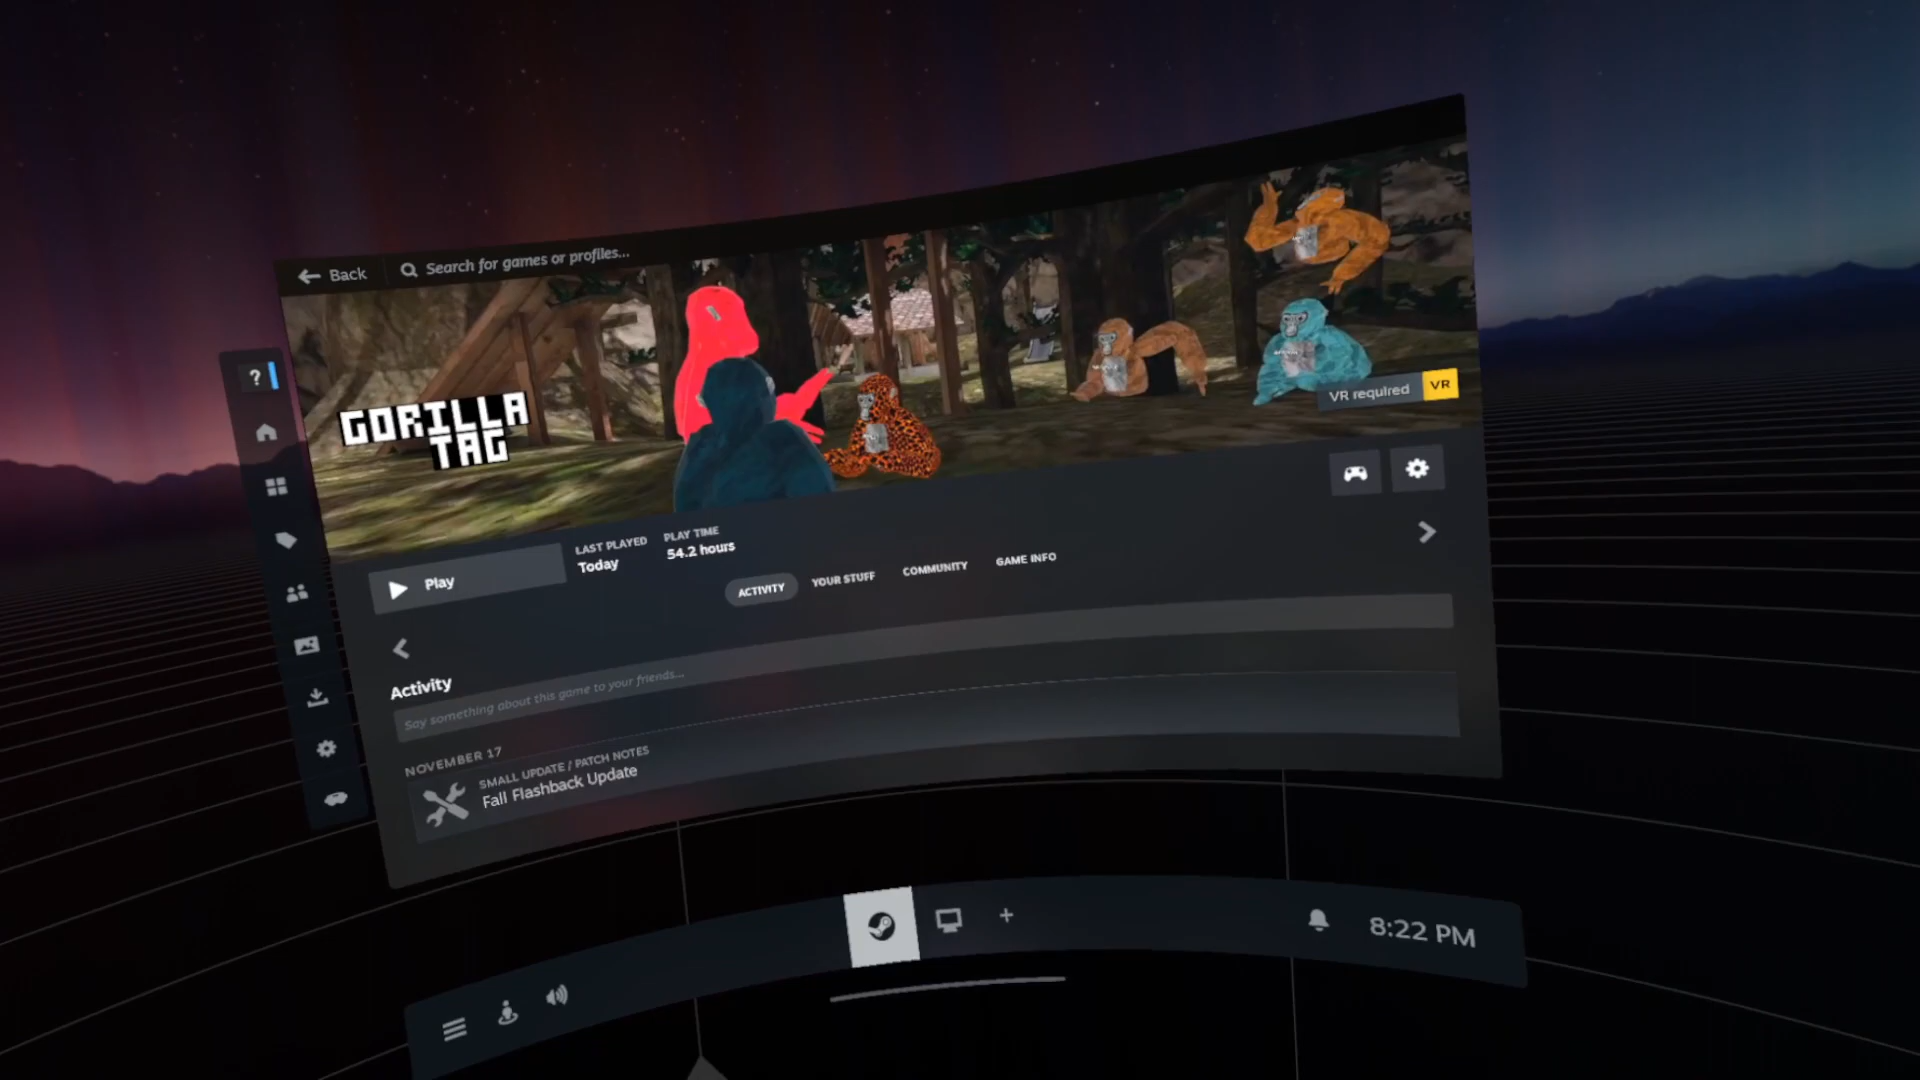 Back
Search for games or profiles...
?
GORILLA
TAG
VR required
VR
Play
LAST PLAYED
Today
PLAY TIME
54.2 hours
ACTIVITY
YOUR STUFF
COMMUNITY
GAME INFO
Activity
Say something about this game to your friends...
NOVEMBER 17
SMALL UPDATE / PATCH NOTES
Fall Flashback Update
8:22 PM